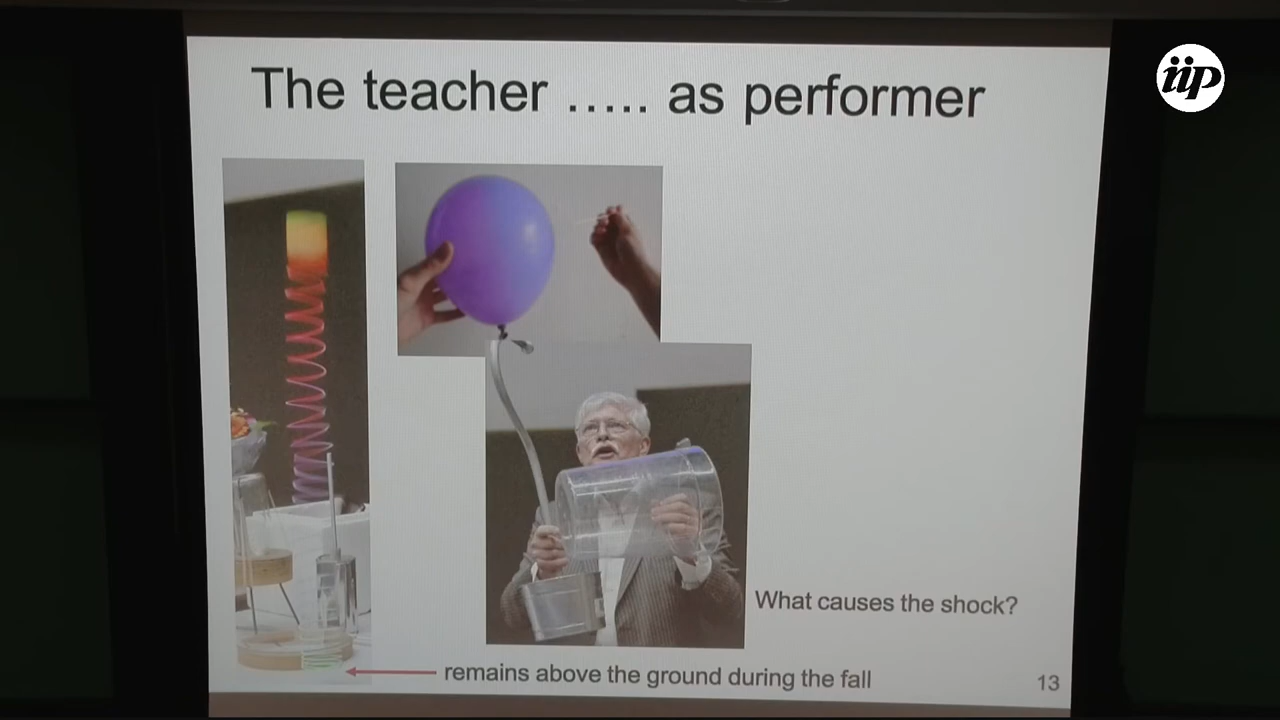 iip
The teacher ..... as performer
What causes the shock?
remains above the ground during the fall
13